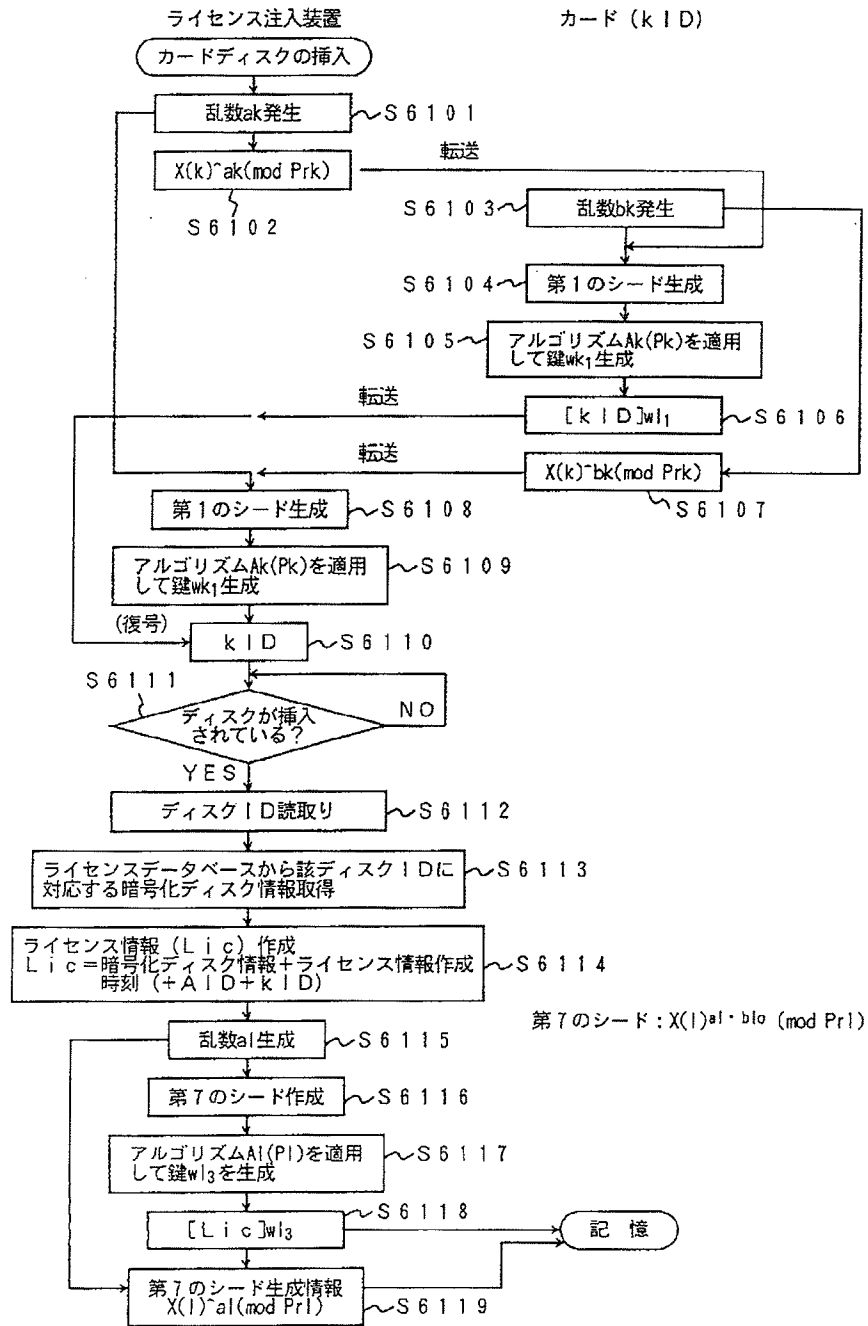 ライセンス注入装置
カード(kID)
カードディスクの挿入
乱数ak発生
S6101
X(k)^ak(mod Prk)
転送
S6102
S6103
乱数bk発生
S6104
第1のシード生成
S6105
アルゴリズムAk(Pk)を適用
して鍵wk₁生成
転送
[kID]wl₁
S6106
転送
X(k)^bk(mod Prk)
S6107
第1のシード生成
S6108
アルゴリズムAk(Pk)を適用
して鍵wk₁生成
S6109
(復号)
kID
S6110
S6111
ディスクが挿入
されている?
NO
YES
ディスクID読取り
S6112
ライセンスデータベースから該ディスクIDに
対応する暗号化ディスク情報取得
S6113
ライセンス情報(Lic)作成
Lic=暗号化ディスク情報+ライセンス情報作成
時刻(+AID+kID)
S6114
第7のシード:X(l)^al・blo (mod Prl)
乱数al生成
S6115
第7のシード作成
S6116
アルゴリズムAl(Pl)を適用
して鍵wl₃を生成
S6117
[Lic]wl₃
S6118
記憶
第7のシード生成情報
X(l)^al(mod Prl)
S6119